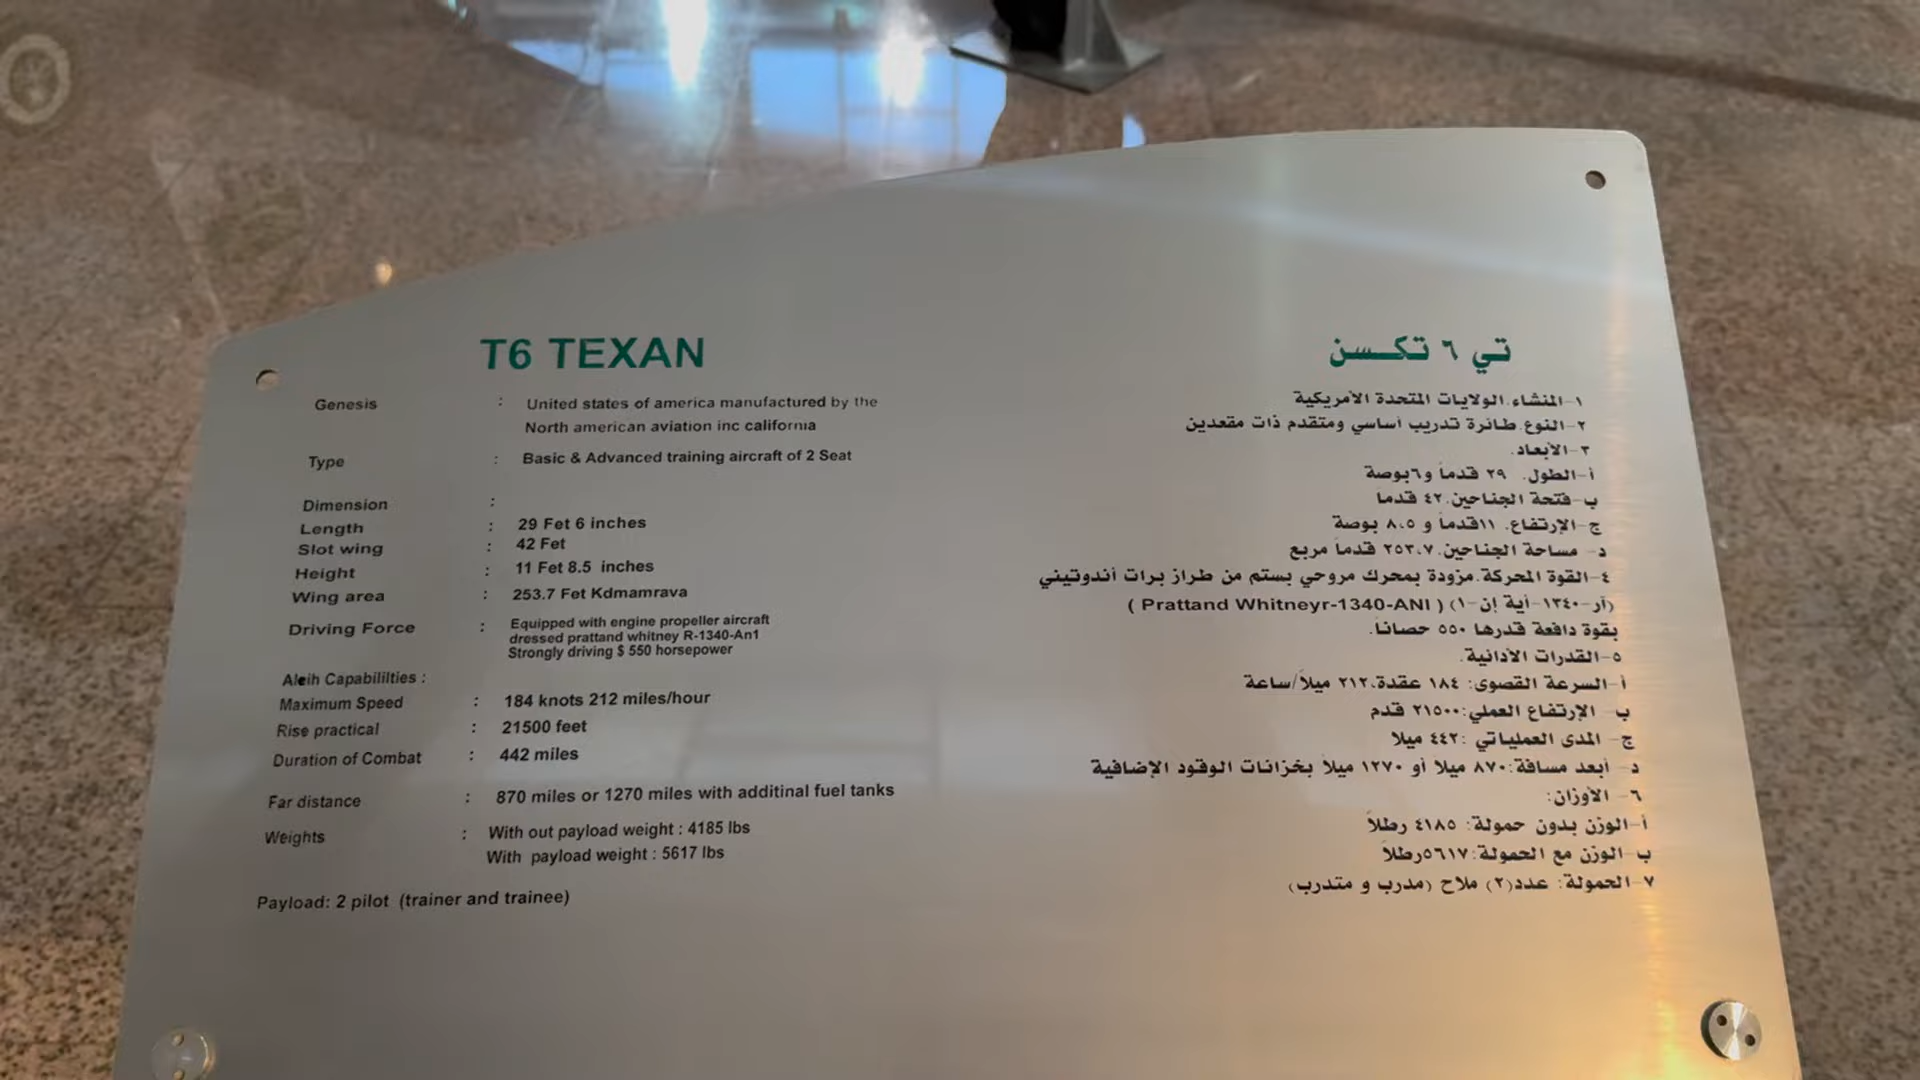 T6 TEXAN
Genesis : United states of america manufactured by the
North american aviation inc california
Type : Basic & Advanced training aircraft of 2 Seat
Dimension :
Length : 29 Fet 6 inches
Slot wing : 42 Fet
Height : 11 Fet 8.5 inches
Wing area : 253.7 Fet Kdmamrava
Driving Force : Equipped with engine propeller aircraft
dressed prattand whitney R-1340-An1
Strongly driving $ 550 horsepower
Aleih Capabililties :
Maximum Speed : 184 knots 212 miles/hour
Rise practical : 21500 feet
Duration of Combat : 442 miles
Far distance : 870 miles or 1270 miles with additinal fuel tanks
Weights : With out payload weight : 4185 lbs
With payload weight : 5617 lbs
Payload: 2 pilot (trainer and trainee)
تي ٦ تكسن
١-المنشاء.الولايات المتحدة الأمريكية
٢-النوع.طائرة تدريب أساسي ومتقدم ذات مقعدين
٣-الأبعاد.
أ-الطول. ٢٩ قدماً و٦بوصة
ب-فتحة الجناحين.٤٢ قدماً
ج-الإرتفاع. ١١قدماً و ٨.٥ بوصة
د- مساحة الجناحين.٢٥٣.٧ قدماً مربع
٤-القوة المحركة.مزودة بمحرك مروحي بستم من طراز برات أندوتيني
(آر-١٣٤٠-أية إن-١) ( Prattand Whitneyr-1340-ANI )
بقوة دافعة قدرها ٥٥٠ حصانا.
٥-القدرات الأدائية.
أ-السرعة القصوى: ١٨٤ عقدة،٢١٢ ميلاً/ساعة
ب- الإرتفاع العملي:٢١٥٠٠ قدم
ج- المدى العملياتي :٤٤٢ ميلا
د- أبعد مسافة:٨٧٠ ميلاً أو ١٢٧٠ ميلاً بخزانات الوقود الإضافية
٦- الأوزان:
أ-الوزن بدون حمولة: ٤١٨٥ رطلاً
ب-الوزن مع الحمولة:٥٦١٧رطلاً
٧-الحمولة: عدد(٢) ملاح (مدرب و متدرب)